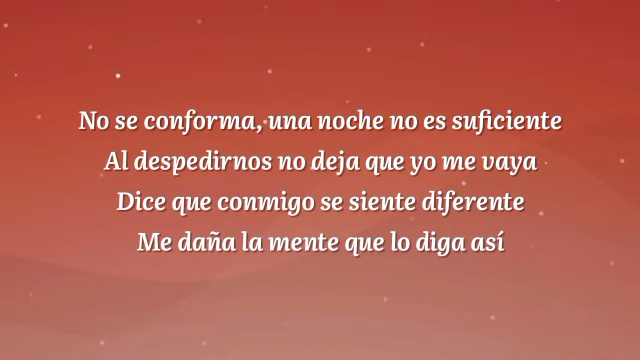 No se conforma, una noche no es suficiente
Al despedirnos no deja que yo me vaya
Dice que conmigo se siente diferente
Me daña la mente que lo diga así